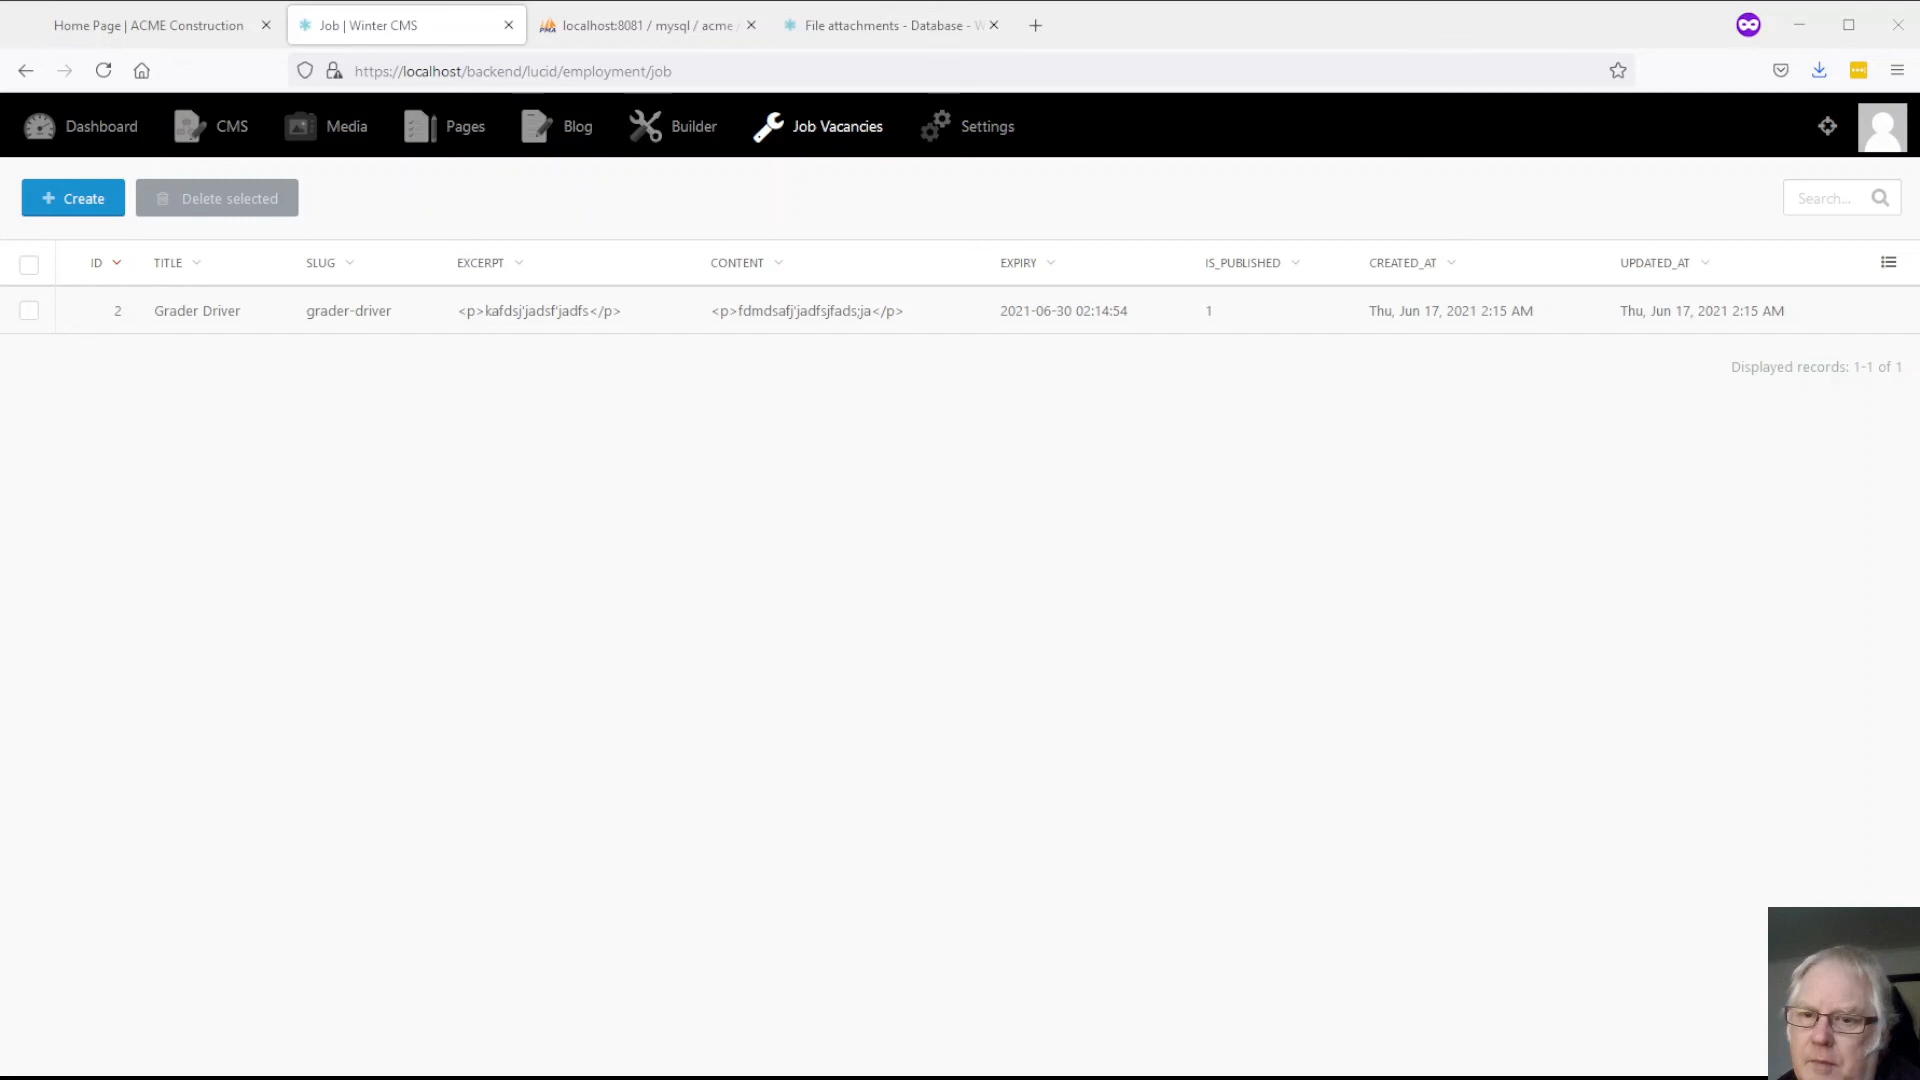 Home Page | ACME Construction
Job | Winter CMS
localhost:8081 / mysql / acme /
File attachments - Database - W
https://localhost/backend/lucid/employment/job
Dashboard
CMS
Media
Pages
Blog
Builder
Job Vacancies
Settings
Create
Delete selected
Search...
ID TITLE SLUG EXCERPT CONTENT EXPIRY IS_PUBLISHED CREATED_AT UPDATED_AT
2 Grader Driver grader-driver <p>kafdsj'jadsf'jadfs</p> <p>fdmdsafj'jadfsjfads;ja</p> 2021-06-30 02:14:54 1 Thu, Jun 17, 2021 2:15 AM Thu, Jun 17, 2021 2:15 AM
Displayed records: 1-1 of 1